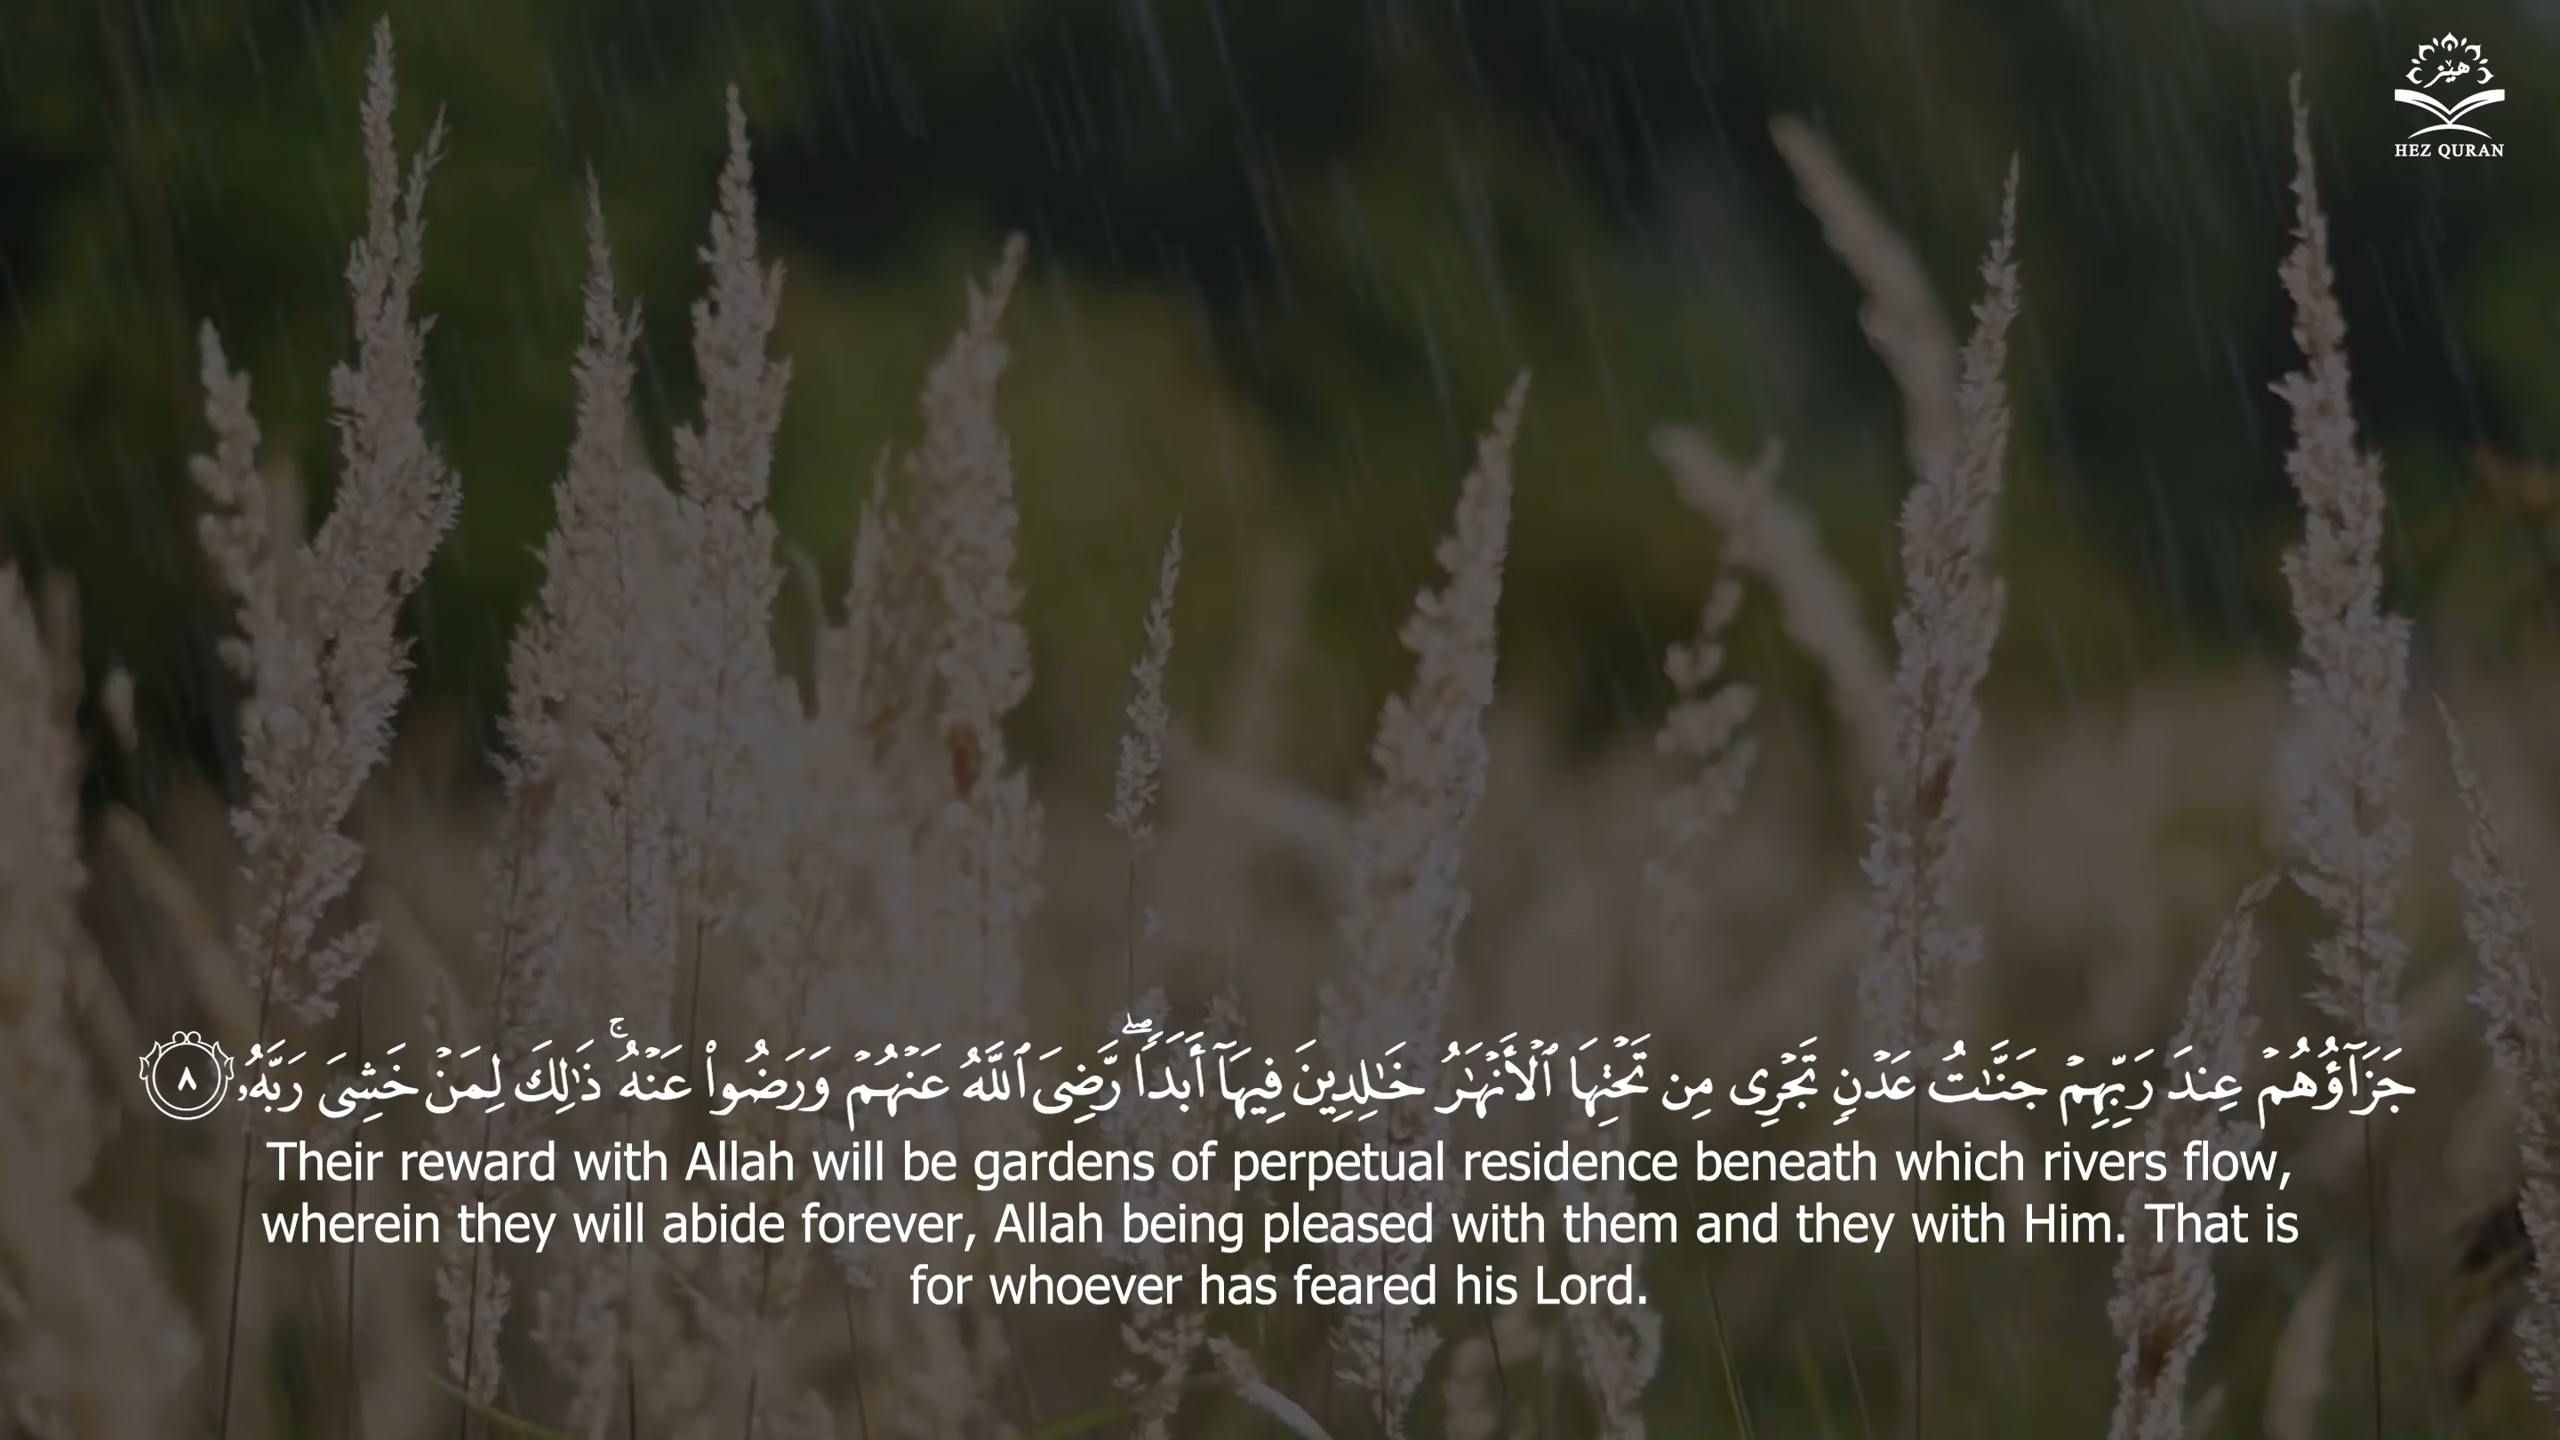 هێز
HEZ QURAN
جَزَآؤُهُمْ عِندَ رَبِّهِمْ جَنَّـٰتُ عَدْنٍ تَجْرِى مِن تَحْتِهَا ٱلْأَنْهَـٰرُ خَـٰلِدِينَ فِيهَآ أَبَدًا ۖ رَّضِىَ ٱللَّهُ عَنْهُمْ وَرَضُوا۟ عَنْهُ ۚ ذَٰلِكَ لِمَنْ خَشِىَ رَبَّهُۥ ٨
Their reward with Allah will be gardens of perpetual residence beneath which rivers flow,
wherein they will abide forever, Allah being pleased with them and they with Him. That is
for whoever has feared his Lord.